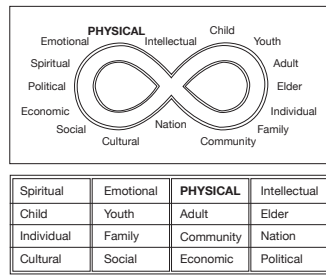 PHYSICAL
Child
Emotional
Intellectual
Youth
Spiritual
Adult
Political
Elder
Economic
Individual
Social
Nation
Family
Cultural
Community
Spiritual Emotional PHYSICAL Intellectual
Child Youth Adult Elder
Individual Family Community Nation
Cultural Social Economic Political